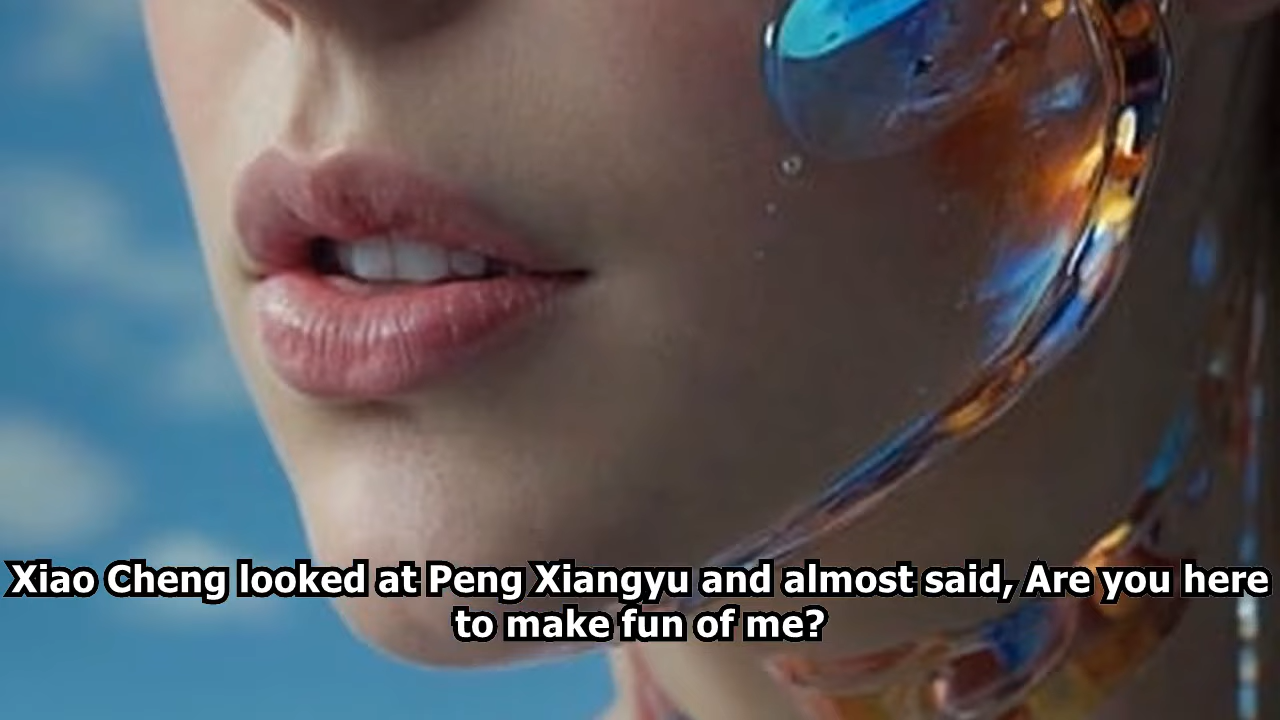 Xiao Cheng looked at Peng Xiangyu and almost said, Are you here
to make fun of me?